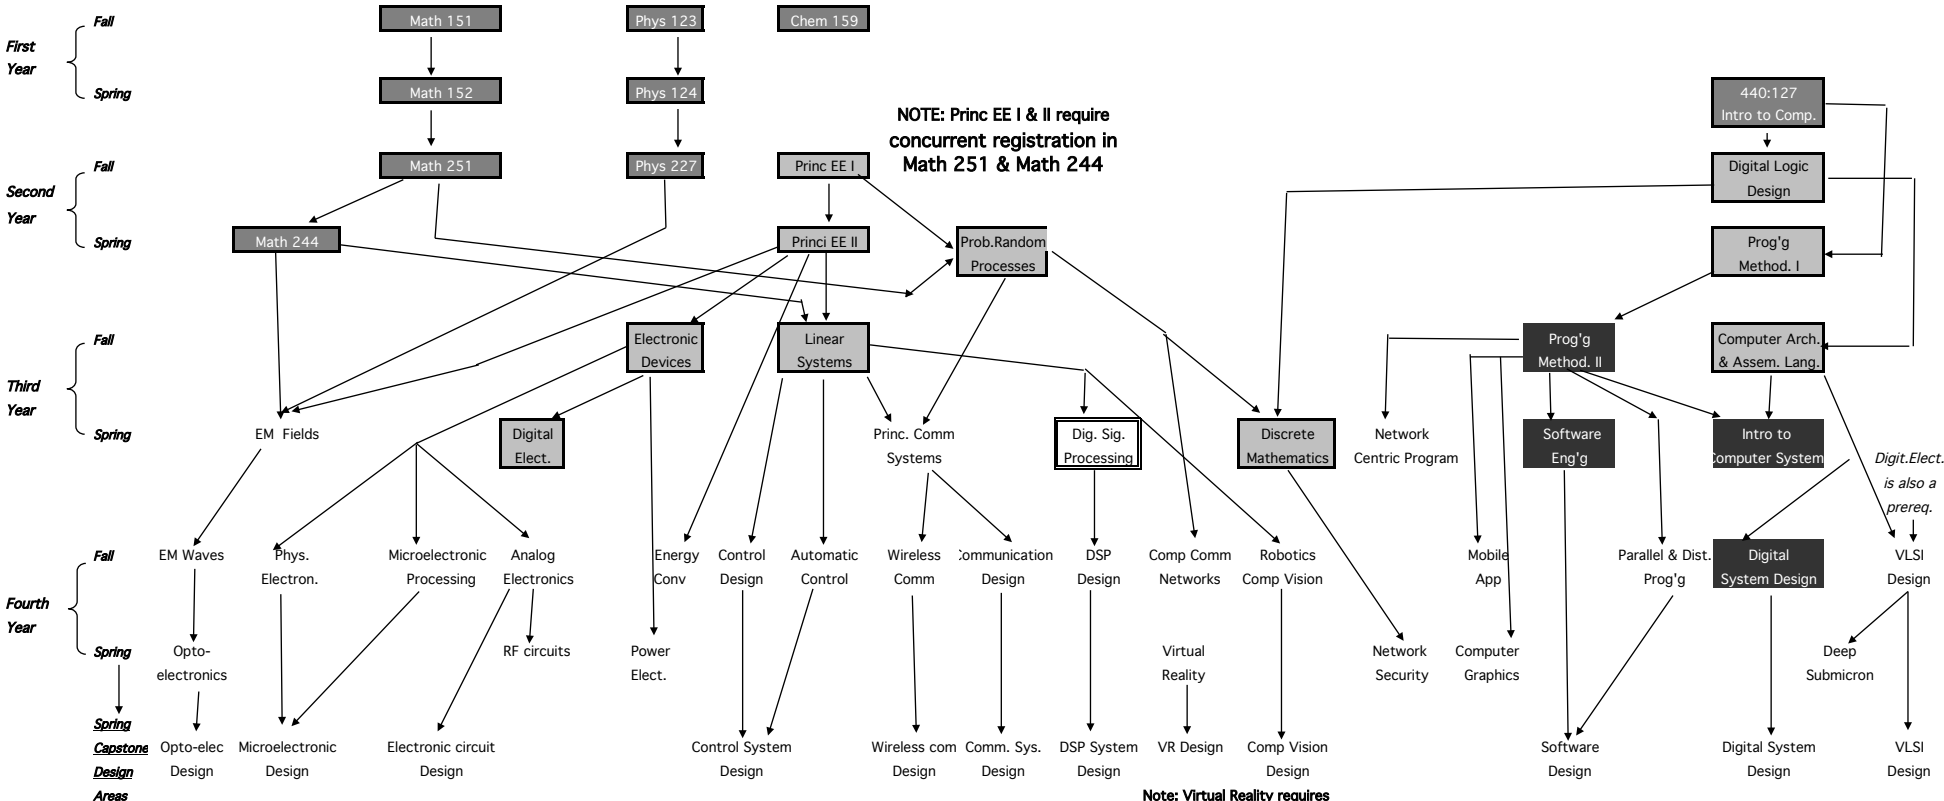 Fall
Math 151
Phys 123
Chem 159
First
Year
Spring
Math 152
Phys 124
440:127
Intro to Comp.
NOTE: Princ EE I & II require
concurrent registration in
Math 251 & Math 244
Fall
Math 251
Phys 227
Princ EE I
Digital Logic
Design
Second
Year
Spring
Math 244
Princi EE II
Prob.Random
Processes
Prog'g
Method. I
Fall
Electronic
Devices
Linear
Systems
Prog'g
Method. II
Computer Arch.
& Assem. Lang.
Third
Year
Spring
EM Fields
Digital
Elect.
Princ. Comm
Systems
Dig. Sig.
Processing
Discrete
Mathematics
Network
Centric Program
Software
Eng'g
Intro to
Computer System
Digit.Elect.
is also a
prereq.
Fall
EM Waves
Phys.
Electron.
Microelectronic
Processing
Analog
Electronics
Energy
Conv
Control
Design
Automatic
Control
Wireless
Comm
Communication
Design
DSP
Design
Comp Comm
Networks
Robotics
Comp Vision
Mobile
App
Parallel & Dist.
Prog'g
Digital
System Design
VLSI
Design
Fourth
Year
Spring
Opto-
electronics
RF circuits
Power
Elect.
Virtual
Reality
Network
Security
Computer
Graphics
Deep
Submicron
Spring
Capstone
Design
Areas
Opto-elec
Design
Microelectronic
Design
Electronic circuit
Design
Control System
Design
Wireless com
Design
Comm. Sys.
Design
DSP System
Design
VR Design
Comp Vision
Design
Software
Design
Digital System
Design
VLSI
Design
Note: Virtual Reality requires